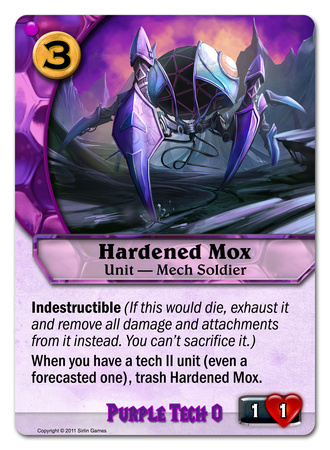 3
Hardened Mox
Unit — Mech Soldier
Indestructible (If this would die, exhaust it
and remove all damage and attachments
from it instead. You can't sacrifice it.)
When you have a tech II unit (even a
forecasted one), trash Hardened Mox.
Purple Tech 0
1 1
Copyright © 2011 Sirlin Games